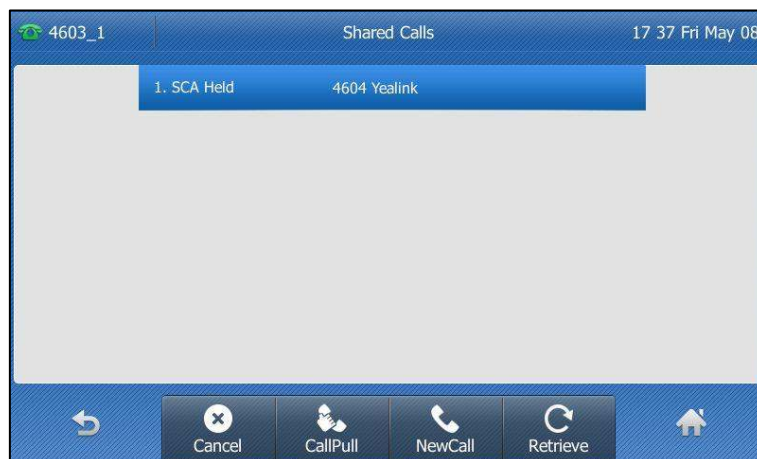 4603_1 Shared Calls 17 37 Fri May 08
1. SCA Held 4604 Yealink
Cancel CallPull NewCall Retrieve